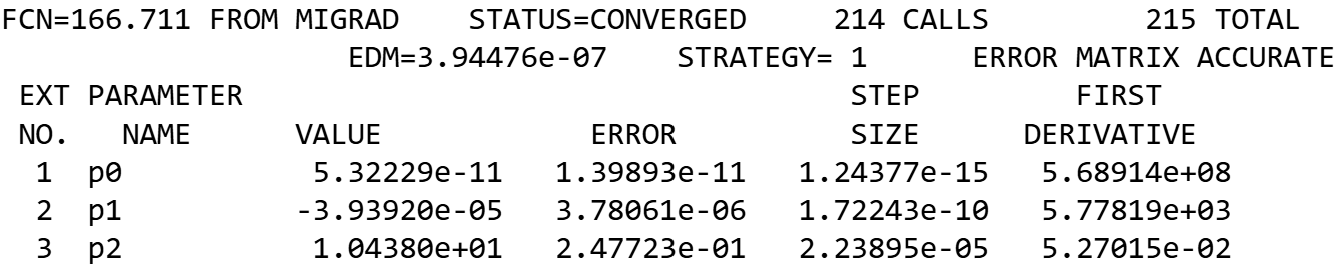 FCN=166.711 FROM MIGRAD    STATUS=CONVERGED     214 CALLS         215 TOTAL
EDM=3.94476e-07    STRATEGY= 1      ERROR MATRIX ACCURATE
EXT PARAMETER                                   STEP         FIRST
NO.   NAME      VALUE            ERROR          SIZE      DERIVATIVE
1  p0           5.32229e-11   1.39893e-11   1.24377e-15   5.68914e+08
2  p1          -3.93920e-05   3.78061e-06   1.72243e-10   5.77819e+03
3  p2           1.04380e+01   2.47723e-01   2.23895e-05   5.27015e-02